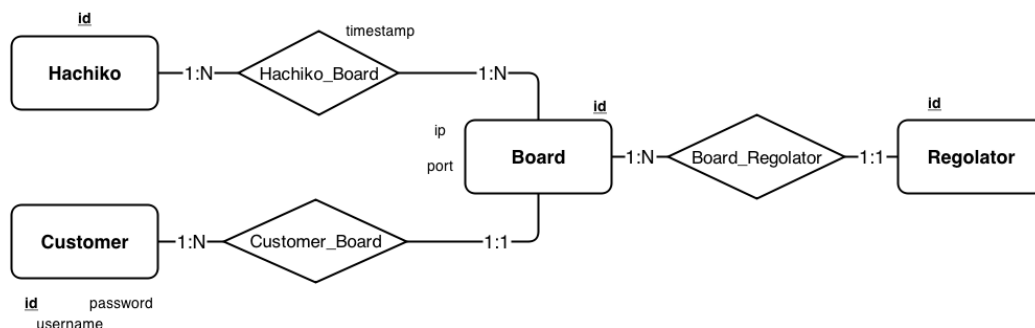 id
timestamp
Hachiko 1:N Hachiko_Board 1:N
id id
ip
Board 1:N Board_Regolator 1:1 Regolator
port
Customer 1:N Customer_Board 1:1
id password
username